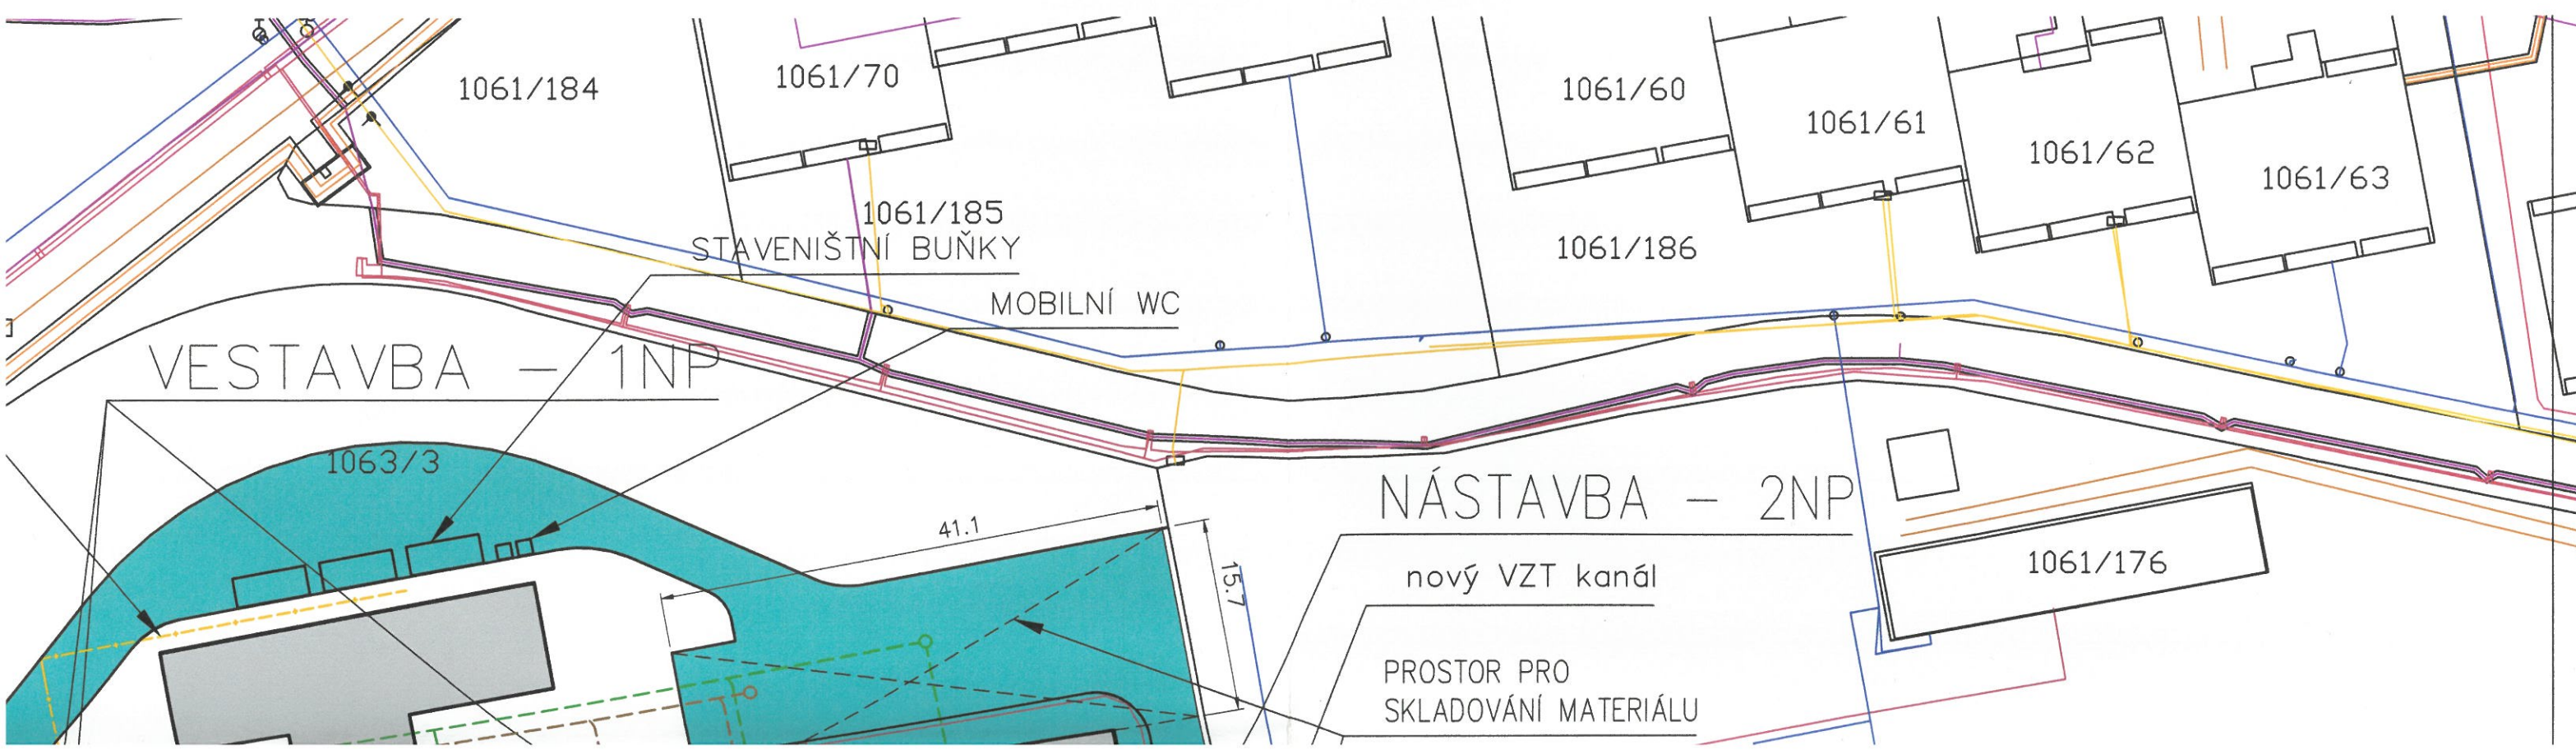 1061/184
1061/70
1061/60
1061/61
1061/62
1061/63
1061/185
STAVENIŠTNÍ BUŇKY
1061/186
MOBILNÍ WC
VESTAVBA – 1NP
1063/3
41.1
15.7
NÁSTAVBA – 2NP
nový VZT kanál
1061/176
PROSTOR PRO
SKLADOVÁNÍ MATERIÁLU